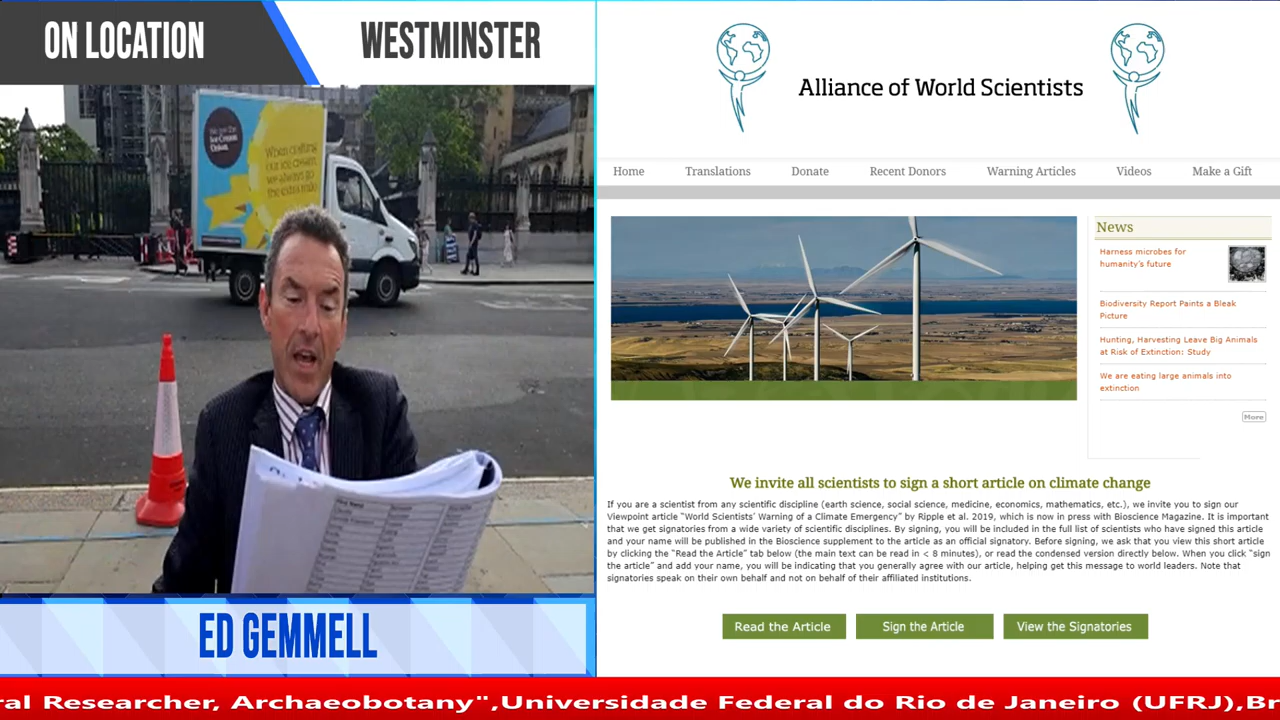 ON LOCATION
WESTMINSTER
When crafting
our ice cream
we always go
the extra mile
ED GEMMELL
Alliance of World Scientists
Home Translations Donate Recent Donors Warning Articles Videos Make a Gift
News
Harness microbes for
humanity's future
Biodiversity Report Paints a Bleak
Picture
Hunting, Harvesting Leave Big Animals
at Risk of Extinction: Study
We are eating large animals into
extinction
More
We invite all scientists to sign a short article on climate change
If you are a scientist from any scientific discipline (earth science, social science, medicine, economics, mathematics, etc.), we invite you to sign our
Viewpoint article "World Scientists' Warning of a Climate Emergency" by Ripple et al. 2019, which is now in press with Bioscience Magazine. It is important
that we get signatories from a wide variety of scientific disciplines. By signing, you will be included in the full list of scientists who have signed this article
and your name will be published in the Bioscience supplement to the article as an official signatory. Before signing, we ask that you view this short article
by clicking the "Read the Article" tab below (the main text can be read in < 8 minutes), or read the condensed version directly below. When you click "sign
the article" and add your name, you will be indicating that you generally agree with our article, helping get this message to world leaders. Note that
signatories speak on their own behalf and not on behalf of their affiliated institutions.
Read the Article Sign the Article View the Signatories
ral Researcher, Archaeobotany",Universidade Federal do Rio de Janeiro (UFRJ),Br